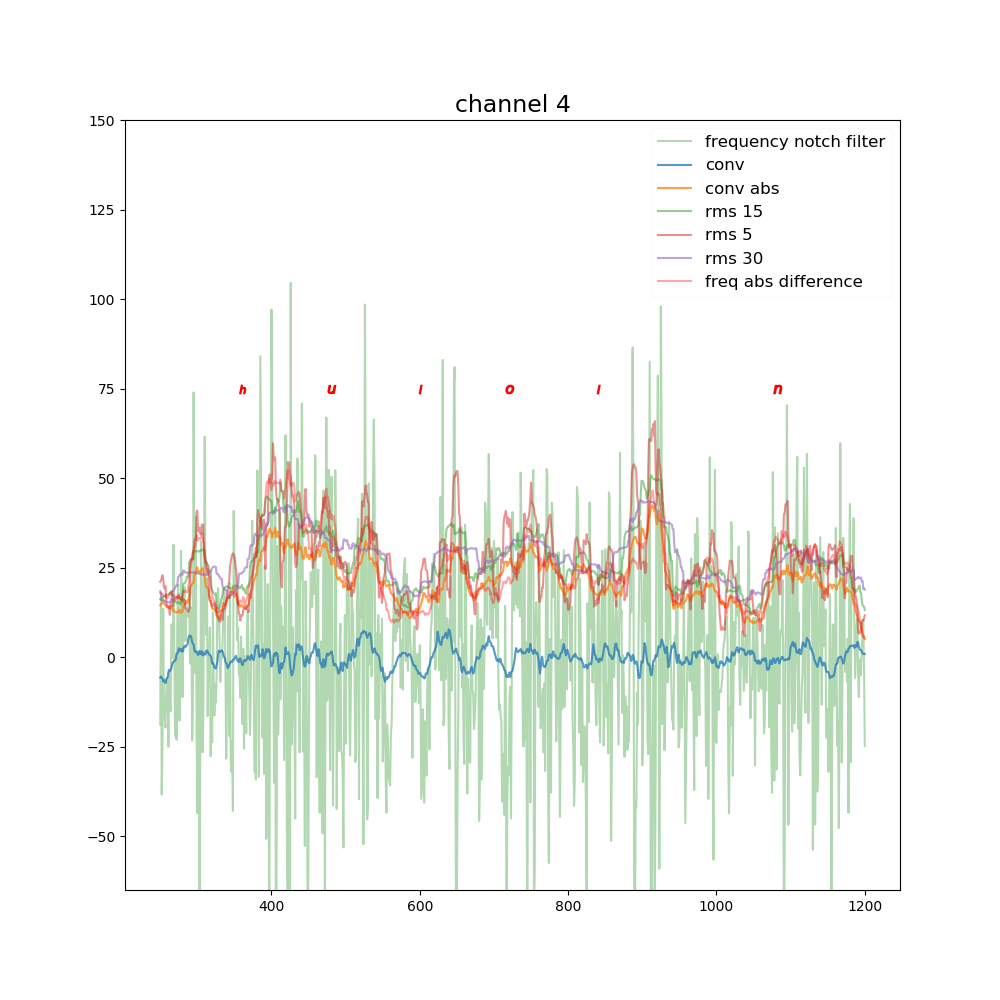 channel 4
150
125
100
75
50
25
0
−25
−50
frequency notch filter
conv
conv abs
rms 15
rms 5
rms 30
freq abs difference
h u l o l n
400 600 800 1000 1200